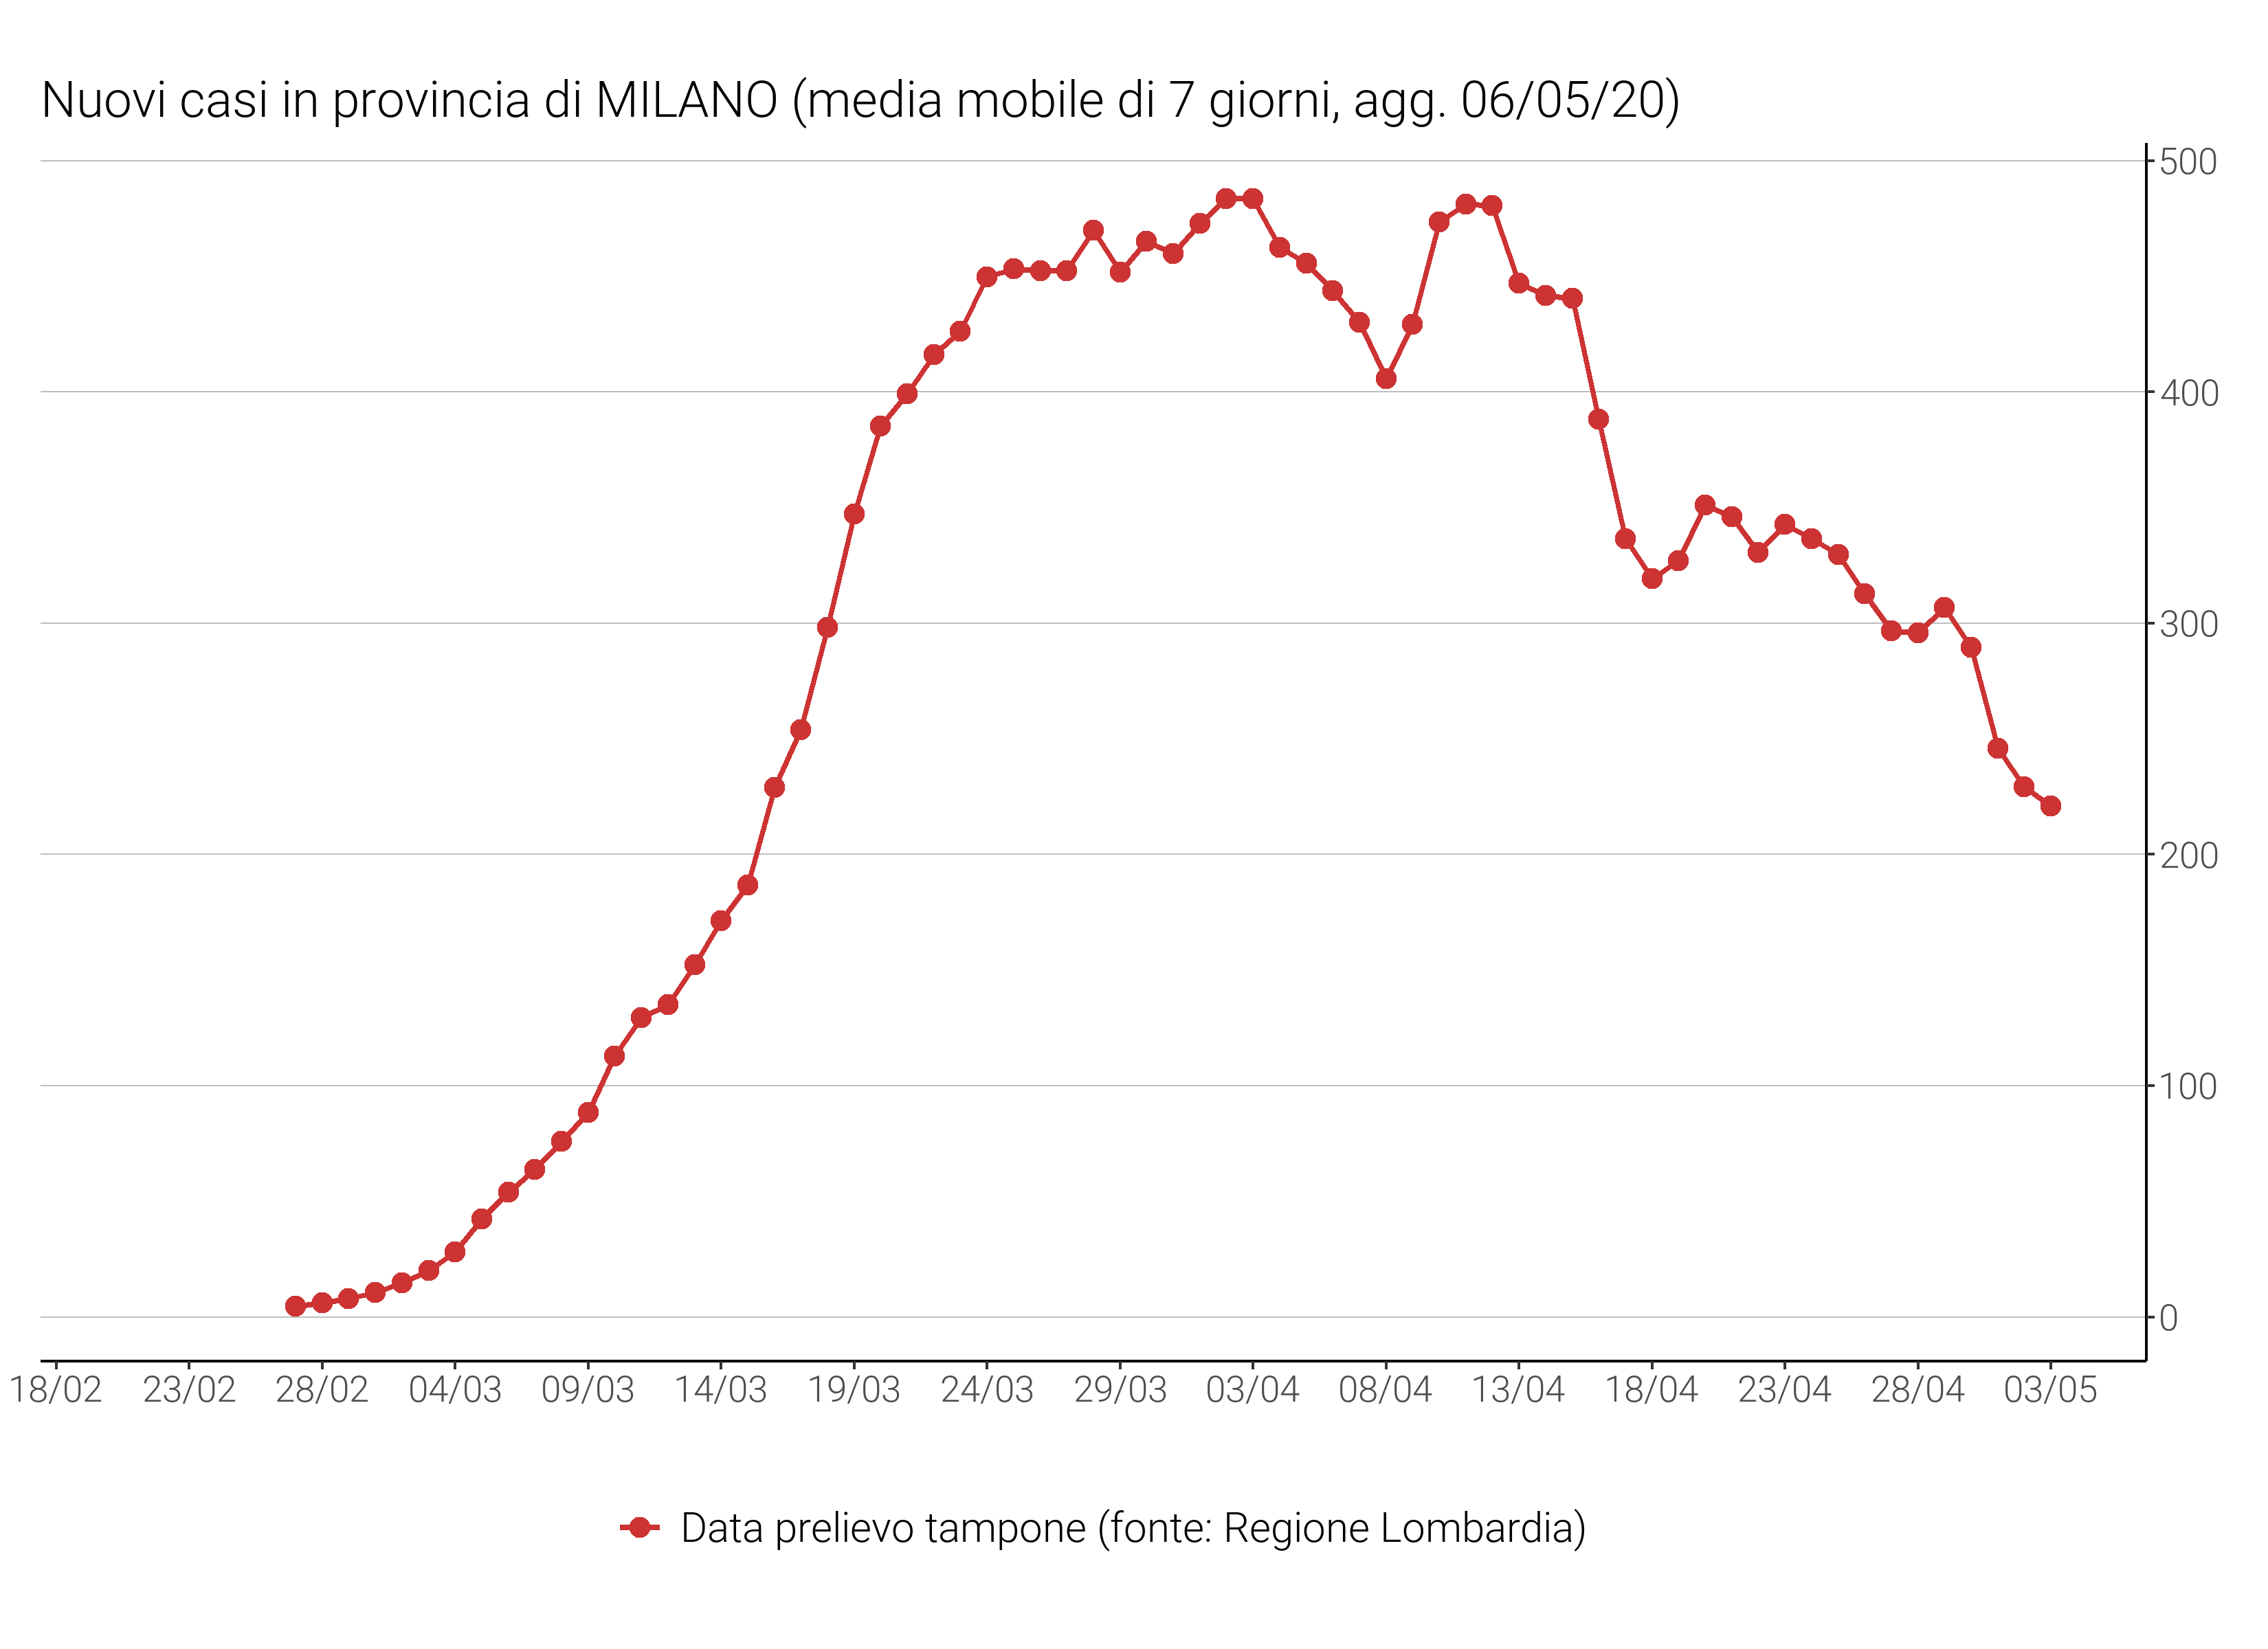 Nuovi casi in provincia di MILANO (media mobile di 7 giorni, agg. 06/05/20)
500
400
300
200
100
0
18/02 23/02 28/02 04/03 09/03 14/03 19/03 24/03 29/03 03/04 08/04 13/04 18/04 23/04 28/04 03/05
Data prelievo tampone (fonte: Regione Lombardia)